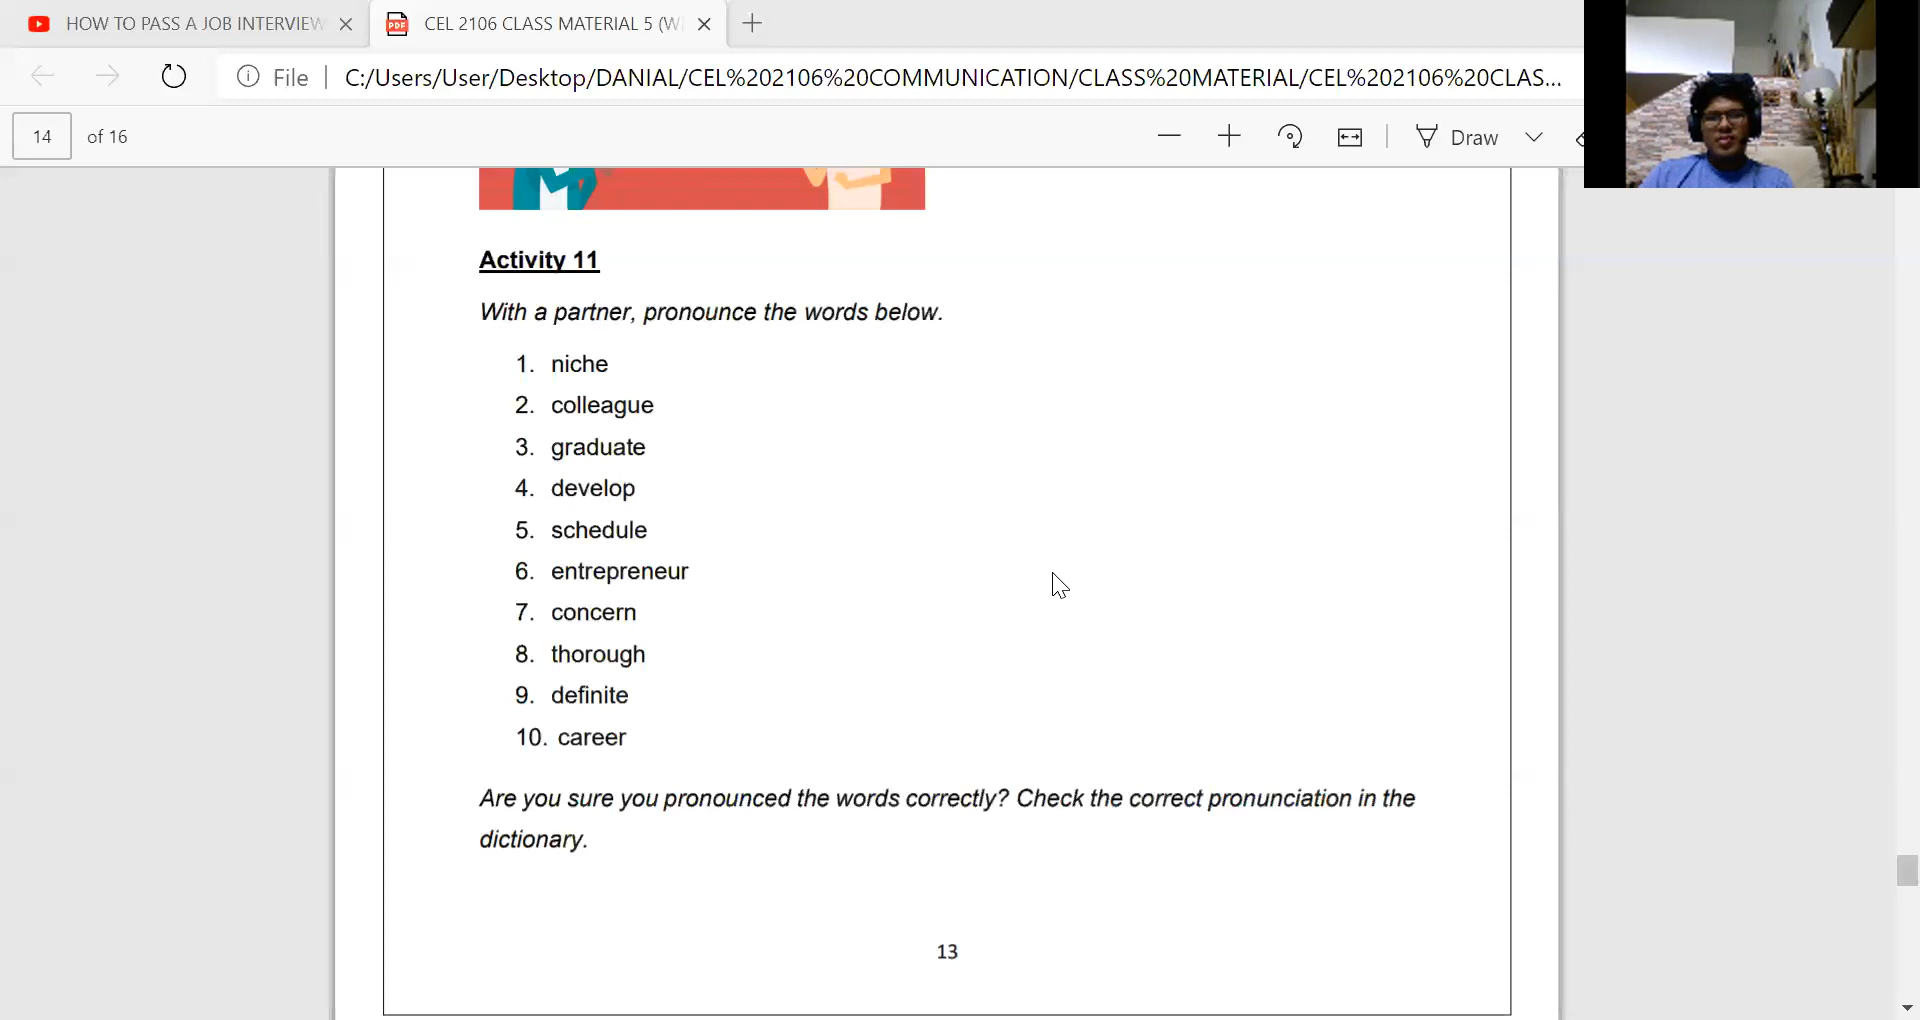 HOW TO PASS A JOB INTERVIEW
CEL 2106 CLASS MATERIAL 5 (W
File
C:/Users/User/Desktop/DANIAL/CEL%202106%20COMMUNICATION/CLASS%20MATERIAL/CEL%202106%20CLAS...
14 of 16
Draw
PDF
Activity 11
With a partner, pronounce the words below.
1. niche
2. colleague
3. graduate
4. develop
5. schedule
6. entrepreneur
7. concern
8. thorough
9. definite
10. career
Are you sure you pronounced the words correctly? Check the correct pronunciation in the
dictionary.
13